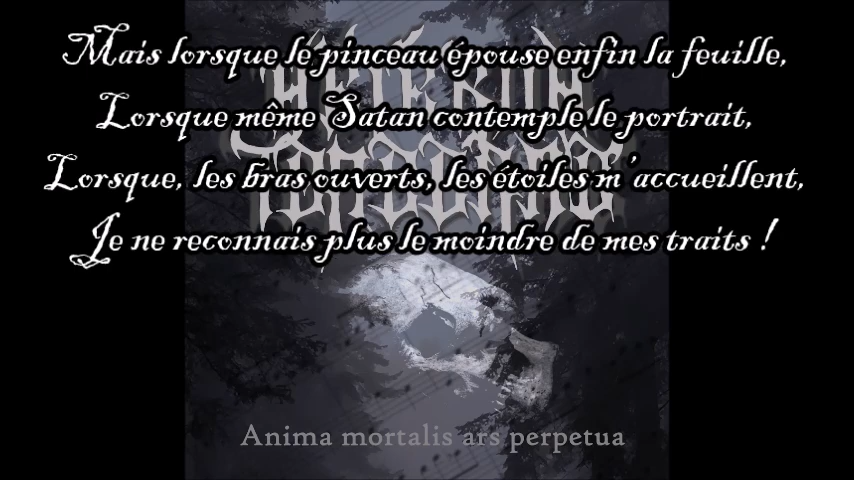 Mais lorsque le pinceau épouse enfin la feuille,
Lorsque même Satan contemple le portrait,
Lorsque, les bras ouverts, les étoiles m'accueillent,
Je ne reconnais plus le moindre de mes traits !
Anima mortalis ars perpetua